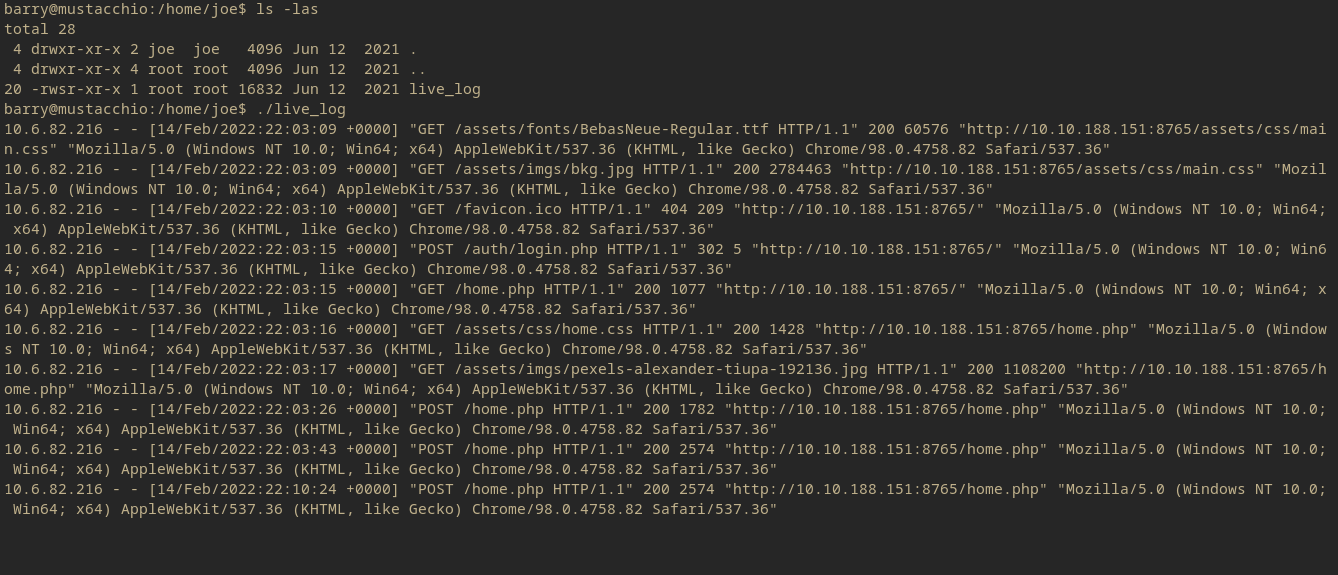 barry@mustacchio:/home/joe$ ls -las
total 28
 4 drwxr-xr-x 2 joe  joe   4096 Jun 12  2021 .
 4 drwxr-xr-x 4 root root  4096 Jun 12  2021 ..
20 -rwsr-xr-x 1 root root 16832 Jun 12  2021 live_log
barry@mustacchio:/home/joe$ ./live_log
10.6.82.216 - - [14/Feb/2022:22:03:09 +0000] "GET /assets/fonts/BebasNeue-Regular.ttf HTTP/1.1" 200 60576 "http://10.10.188.151:8765/assets/css/mai
n.css" "Mozilla/5.0 (Windows NT 10.0; Win64; x64) AppleWebKit/537.36 (KHTML, like Gecko) Chrome/98.0.4758.82 Safari/537.36"
10.6.82.216 - - [14/Feb/2022:22:03:09 +0000] "GET /assets/imgs/bkg.jpg HTTP/1.1" 200 2784463 "http://10.10.188.151:8765/assets/css/main.css" "Mozil
la/5.0 (Windows NT 10.0; Win64; x64) AppleWebKit/537.36 (KHTML, like Gecko) Chrome/98.0.4758.82 Safari/537.36"
10.6.82.216 - - [14/Feb/2022:22:03:10 +0000] "GET /favicon.ico HTTP/1.1" 404 209 "http://10.10.188.151:8765/" "Mozilla/5.0 (Windows NT 10.0; Win64;
 x64) AppleWebKit/537.36 (KHTML, like Gecko) Chrome/98.0.4758.82 Safari/537.36"
10.6.82.216 - - [14/Feb/2022:22:03:15 +0000] "POST /auth/login.php HTTP/1.1" 302 5 "http://10.10.188.151:8765/" "Mozilla/5.0 (Windows NT 10.0; Win6
4; x64) AppleWebKit/537.36 (KHTML, like Gecko) Chrome/98.0.4758.82 Safari/537.36"
10.6.82.216 - - [14/Feb/2022:22:03:15 +0000] "GET /home.php HTTP/1.1" 200 1077 "http://10.10.188.151:8765/" "Mozilla/5.0 (Windows NT 10.0; Win64; x
64) AppleWebKit/537.36 (KHTML, like Gecko) Chrome/98.0.4758.82 Safari/537.36"
10.6.82.216 - - [14/Feb/2022:22:03:16 +0000] "GET /assets/css/home.css HTTP/1.1" 200 1428 "http://10.10.188.151:8765/home.php" "Mozilla/5.0 (Window
s NT 10.0; Win64; x64) AppleWebKit/537.36 (KHTML, like Gecko) Chrome/98.0.4758.82 Safari/537.36"
10.6.82.216 - - [14/Feb/2022:22:03:17 +0000] "GET /assets/imgs/pexels-alexander-tiupa-192136.jpg HTTP/1.1" 200 1108200 "http://10.10.188.151:8765/h
ome.php" "Mozilla/5.0 (Windows NT 10.0; Win64; x64) AppleWebKit/537.36 (KHTML, like Gecko) Chrome/98.0.4758.82 Safari/537.36"
10.6.82.216 - - [14/Feb/2022:22:03:26 +0000] "POST /home.php HTTP/1.1" 200 1782 "http://10.10.188.151:8765/home.php" "Mozilla/5.0 (Windows NT 10.0;
 Win64; x64) AppleWebKit/537.36 (KHTML, like Gecko) Chrome/98.0.4758.82 Safari/537.36"
10.6.82.216 - - [14/Feb/2022:22:03:43 +0000] "POST /home.php HTTP/1.1" 200 2574 "http://10.10.188.151:8765/home.php" "Mozilla/5.0 (Windows NT 10.0;
 Win64; x64) AppleWebKit/537.36 (KHTML, like Gecko) Chrome/98.0.4758.82 Safari/537.36"
10.6.82.216 - - [14/Feb/2022:22:10:24 +0000] "POST /home.php HTTP/1.1" 200 2574 "http://10.10.188.151:8765/home.php" "Mozilla/5.0 (Windows NT 10.0;
 Win64; x64) AppleWebKit/537.36 (KHTML, like Gecko) Chrome/98.0.4758.82 Safari/537.36"